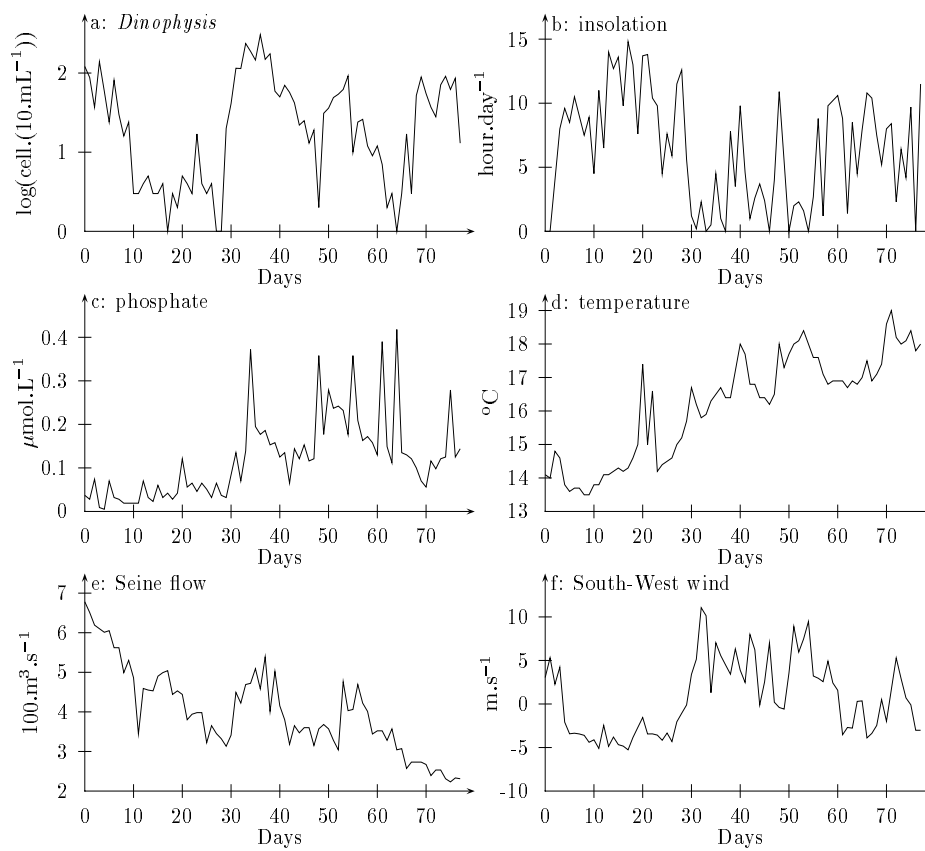 a: Dinophysis
log(cell.(10.mL⁻¹))
2
1
0
0 10 20 30 40 50 60 70
Days
b: insolation
hour.day⁻¹
15
10
5
0
0 10 20 30 40 50 60 70
Days
c: phosphate
μmol.L⁻¹
0.4
0.3
0.2
0.1
0
0 10 20 30 40 50 60 70
Days
d: temperature
°C
19
18
17
16
15
14
13
0 10 20 30 40 50 60 70
Days
e: Seine flow
100.m³.s⁻¹
7
6
5
4
3
2
0 10 20 30 40 50 60 70
Days
f: South-West wind
m.s⁻¹
10
5
0
-5
-10
0 10 20 30 40 50 60 70
Days